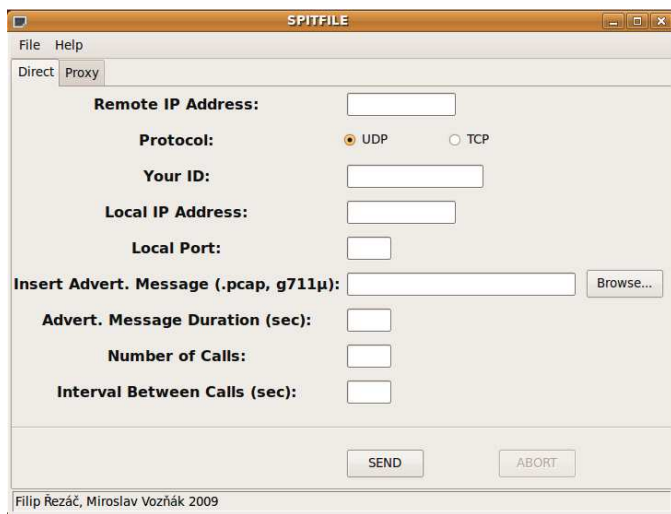 SPITFILE
File Help
Direct Proxy
Remote IP Address:
Protocol: UDP TCP
Your ID:
Local IP Address:
Local Port:
Insert Advert. Message (.pcap, g711µ): Browse...
Advert. Message Duration (sec):
Number of Calls:
Interval Between Calls (sec):
SEND ABORT
Filip Řezáč, Miroslav Vozňák 2009